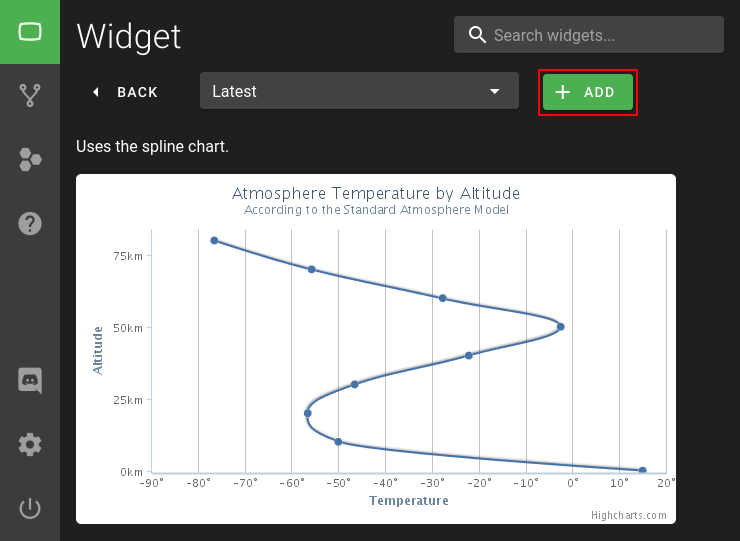 Widget
Search widgets...
BACK
Latest
ADD
Uses the spline chart.
Atmosphere Temperature by Altitude
According to the Standard Atmosphere Model
75km
50km
25km
0km
Altitude
-90° -80° -70° -60° -50° -40° -30° -20° -10° 0° 10° 20°
Temperature
Highcharts.com